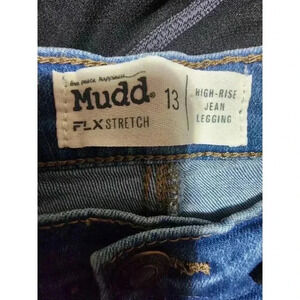 Mudd.
FLX STRETCH
13
HIGH-RISE
JEAN
LEGGING